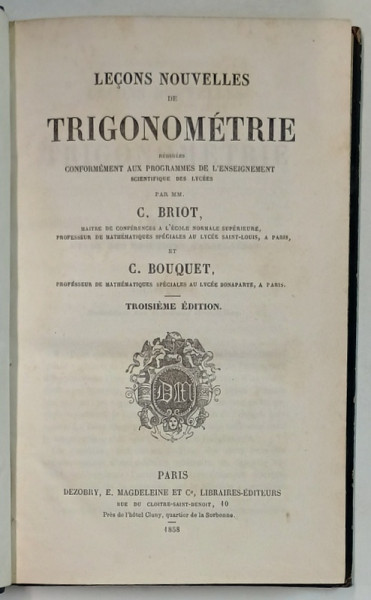 LEÇONS NOUVELLES
DE
TRIGONOMÉTRIE
RÉDIGÉES
CONFORMÉMENT AUX PROGRAMMES DE L'ENSEIGNEMENT
SCIENTIFIQUE DES LYCÉES
PAR MM.
C. BRIOT,
MAITRE DE CONFÉRENCES A L'ÉCOLE NORMALE SUPÉRIEURE,
PROFESSEUR DE MATHÉMATIQUES SPÉCIALES AU LYCÉE SAINT-LOUIS, A PARIS,
ET
C. BOUQUET,
PROFESSEUR DE MATHÉMATIQUES SPÉCIALES AU LYCÉE BONAPARTE, A PARIS.
TROISIÈME ÉDITION.
PARIS
DEZOBRY, E. MAGDELEINE ET Ce, LIBRAIRES-ÉDITEURS
RUE DU CLOITRE-SAINT-BENOIT, 10
Près de l'hôtel Cluny, quartier de la Sorbonne
1858